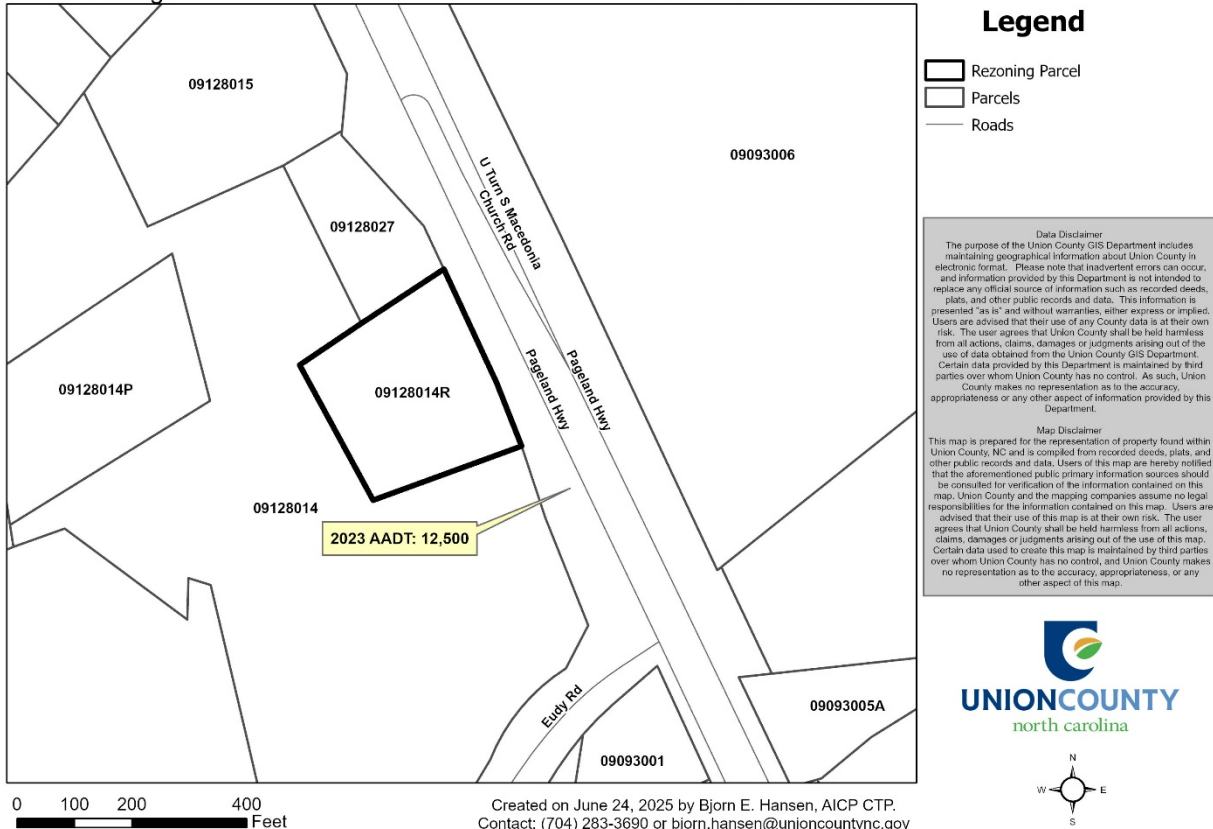 Legend
Rezoning Parcel
Parcels
Roads
09128015
09093006
U Turn S Macedonia
Church Rd
09128027
09128014P
09128014R
Pageland Hwy
Pageland Hwy
09128014
2023 AADT: 12,500
Eudy Rd
09093005A
09093001
Data Disclaimer
The purpose of the Union County GIS Department includes
maintaining geographical information about Union County in
electronic format. Please note that inadvertent errors can occur,
and information provided by this Department is not intended to
replace any official source of information such as recorded deeds,
plats, and other public records and data. This information is
presented "as is" and without warranties, either express or implied.
Users are advised that their use of any County data is at their own
risk. The user agrees that Union County shall be held harmless
from all actions, claims, damages or judgments arising out of the
use of data obtained from the Union County GIS Department.
Certain data provided by this Department is maintained by third
parties over whom Union County has no control. As such, Union
County makes no representation as to the accuracy,
appropriateness or any other aspect of information provided by this
Department.
Map Disclaimer
This map is prepared for the representation of property found within
Union County, NC and is compiled from recorded deeds, plats, and
other public records and data. Users of this map are hereby notified
that the aforementioned public primary information sources should
be consulted for verification of the information contained on this
map. Union County and the mapping companies assume no legal
responsibilities for the information contained on this map. Users are
advised that their use of this map is at their own risk. The user
agrees that Union County shall be held harmless from all actions,
claims, damages or judgments arising out of the use of this map.
Certain data used to create this map is maintained by third parties
over whom Union County has no control, and Union County makes
no representation as to the accuracy, appropriateness, or any
other aspect of this map.
UNIONCOUNTY
north carolina
N
W E
S
0 100 200 400
Feet
Created on June 24, 2025 by Bjorn E. Hansen, AICP CTP.
Contact: (704) 283-3690 or bjorn.hansen@unioncountync.gov